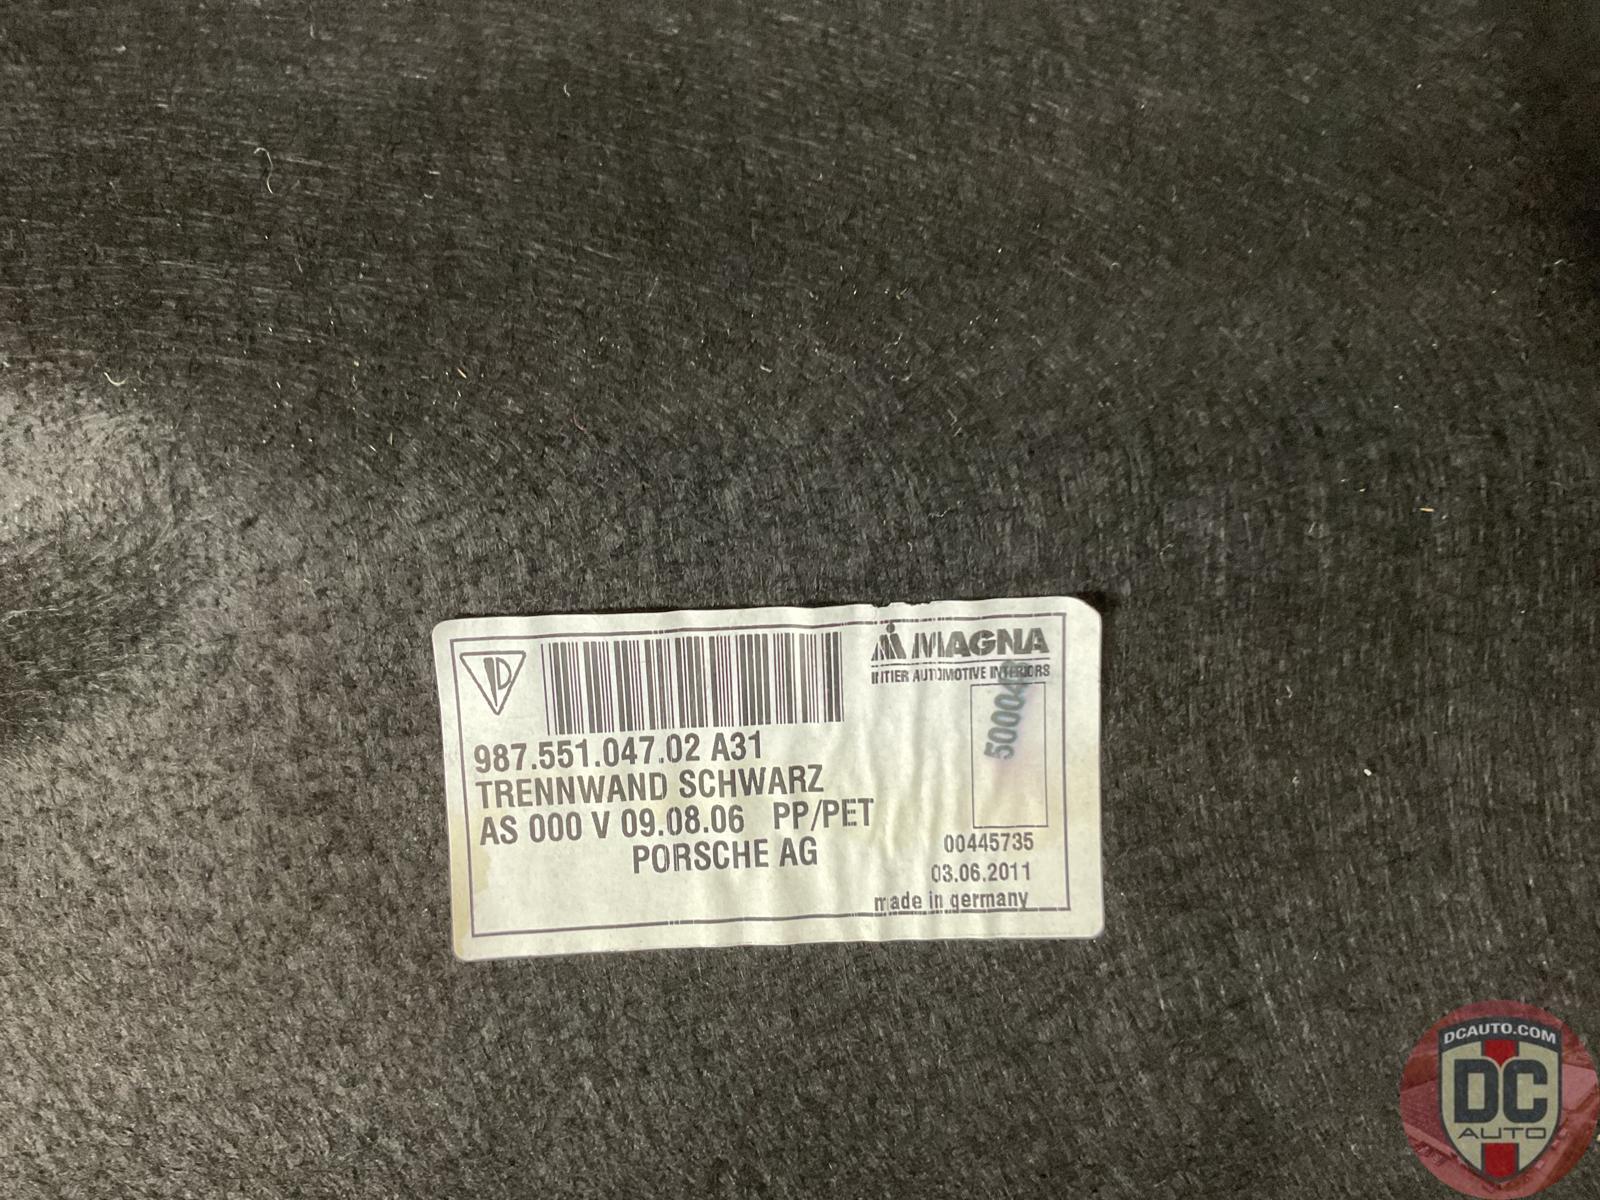 MAGNA
INTIER AUTOMOTIVE INTERIORS
987.551.047.02 A31
TRENNWAND SCHWARZ
AS 000 V 09.08.06 PP/PET
PORSCHE AG
00445735
03.06.2011
made in germany
DCAUTO.COM
DC
AUTO